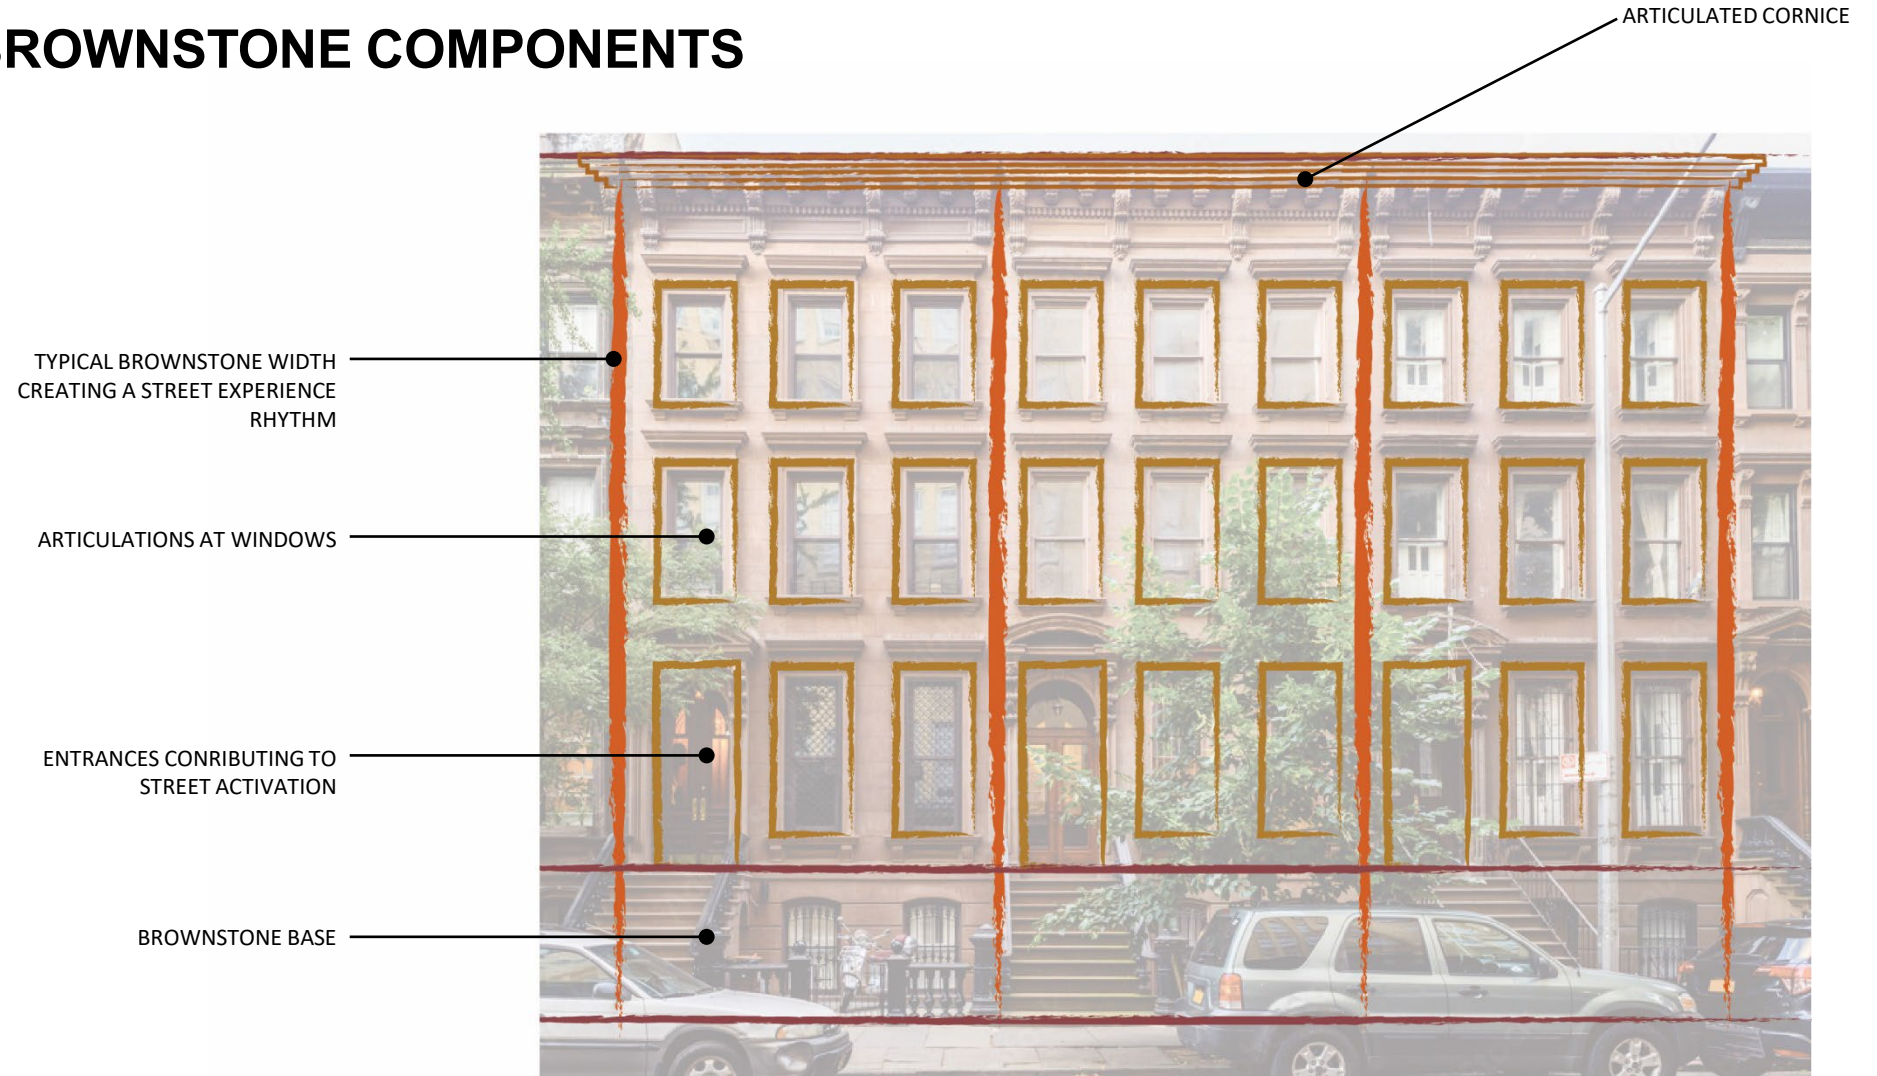 BROWNSTONE COMPONENTS
ARTICULATED CORNICE
TYPICAL BROWNSTONE WIDTH
CREATING A STREET EXPERIENCE
RHYTHM
ARTICULATIONS AT WINDOWS
ENTRANCES CONRIBUTING TO
STREET ACTIVATION
BROWNSTONE BASE